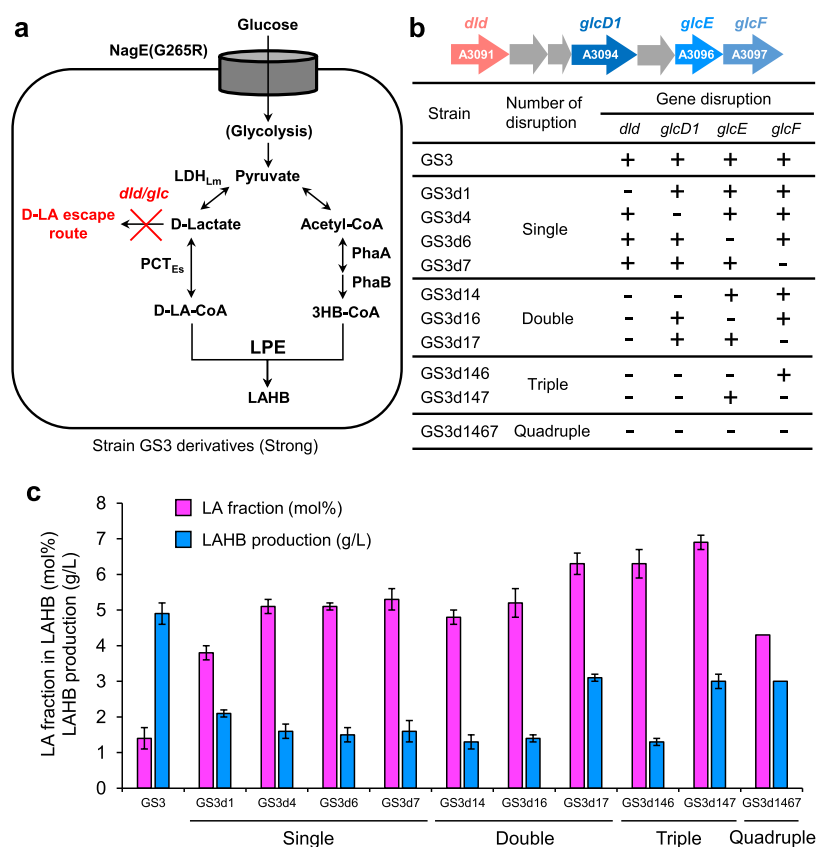 a
Glucose
NagE(G265R)
(Glycolysis)
Pyruvate
LDHLm
dld/glc
D-LA escape
route
D-Lactate
Acetyl-CoA
PCTEs
PhaA
PhaB
D-LA-CoA
3HB-CoA
LPE
LAHB
Strain GS3 derivatives (Strong)
b
dld glcD1 glcE glcF
A3091 A3094 A3096 A3097
Strain Number of disruption Gene disruption
dld glcD1 glcE glcF
GS3 + + + +
GS3d1 Single - + + +
GS3d4 + - + +
GS3d6 + + - +
GS3d7 + + + -
GS3d14 Double - - + +
GS3d16 - + - +
GS3d17 - + + -
GS3d146 Triple - - - +
GS3d147 - - + -
GS3d1467 Quadruple - - - -
c
LA fraction in LAHB (mol%)
LAHB production (g/L)
LA fraction (mol%)
LAHB production (g/L)
8
7
6
5
4
3
2
1
0
GS3 GS3d1 GS3d4 GS3d6 GS3d7 GS3d14 GS3d16 GS3d17 GS3d146 GS3d147 GS3d1467
Single Double Triple Quadruple